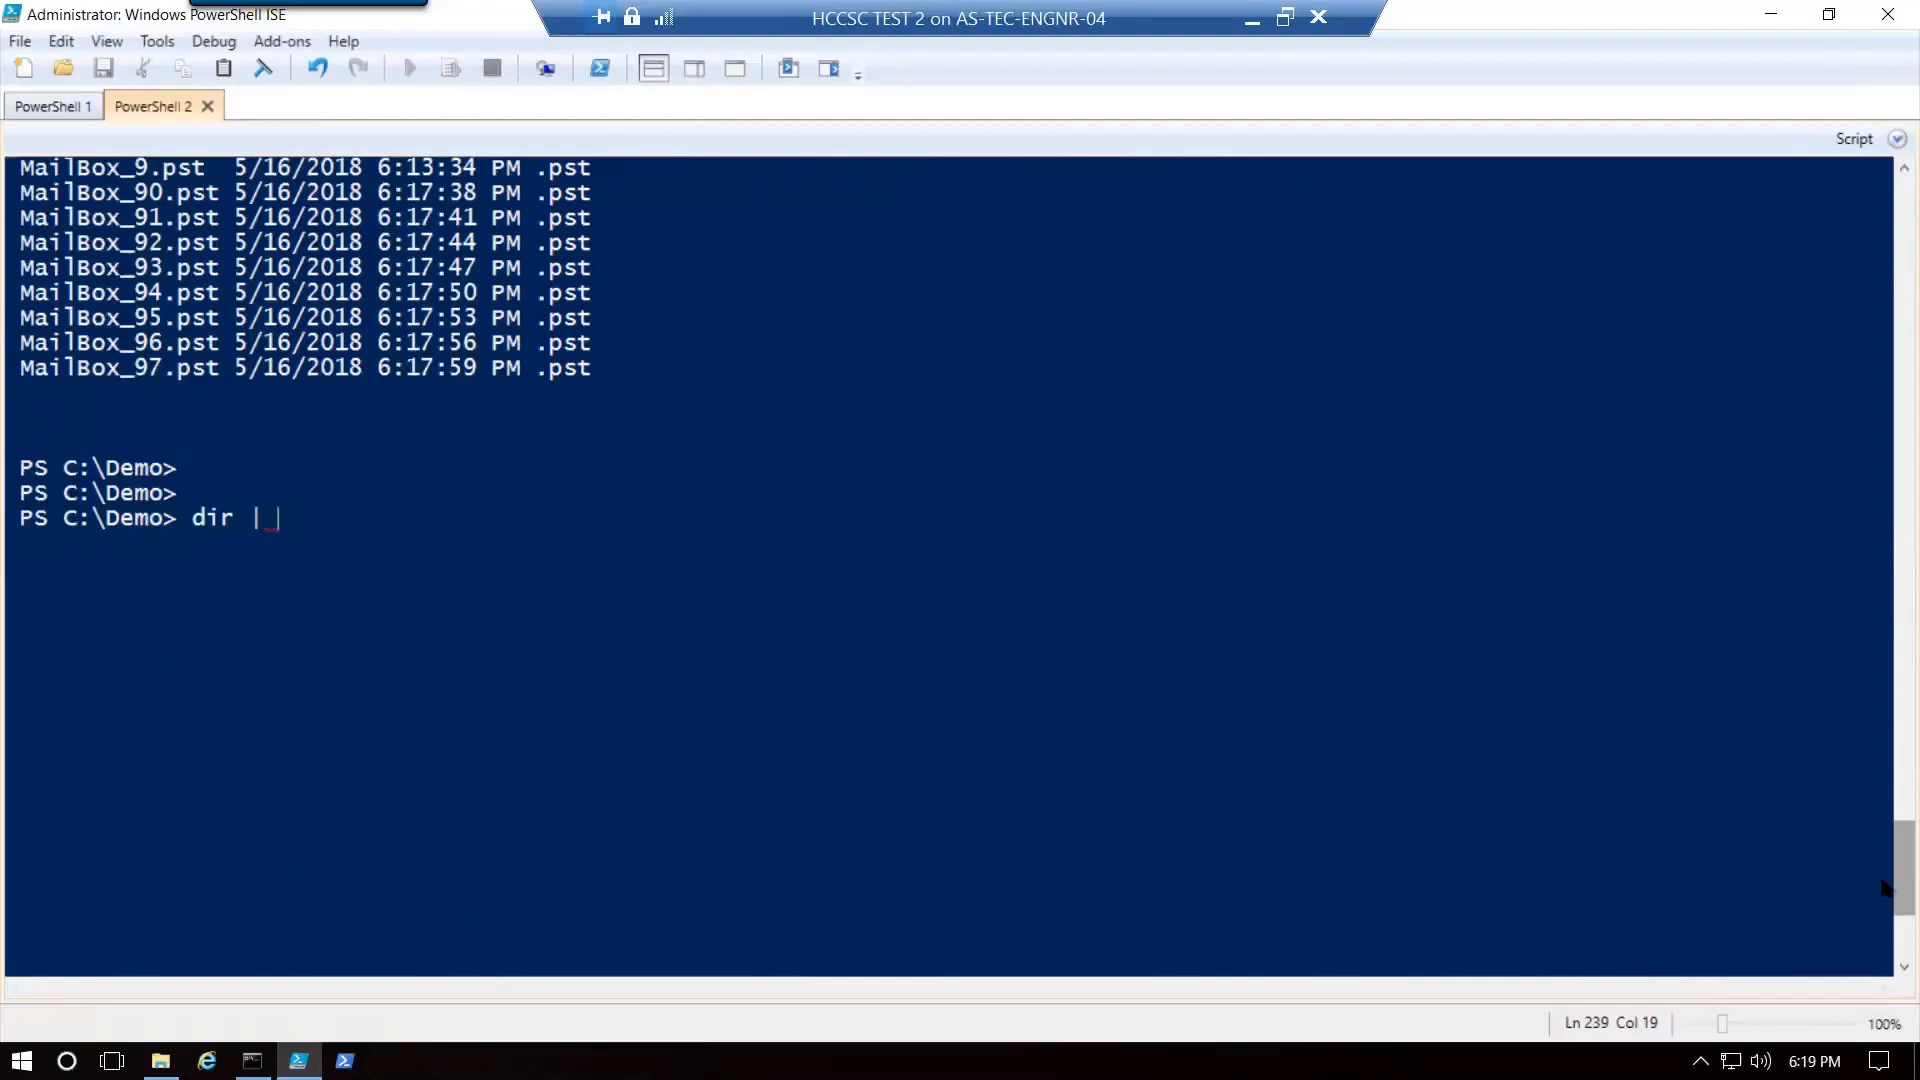 Administrator: Windows PowerShell ISE
HCCSC TEST 2 on AS-TEC-ENGNR-04
File Edit View Tools Debug Add-ons Help
PowerShell 1 PowerShell 2
Script
MailBox_9.pst  5/16/2018 6:13:34 PM .pst
MailBox_90.pst 5/16/2018 6:17:38 PM .pst
MailBox_91.pst 5/16/2018 6:17:41 PM .pst
MailBox_92.pst 5/16/2018 6:17:44 PM .pst
MailBox_93.pst 5/16/2018 6:17:47 PM .pst
MailBox_94.pst 5/16/2018 6:17:50 PM .pst
MailBox_95.pst 5/16/2018 6:17:53 PM .pst
MailBox_96.pst 5/16/2018 6:17:56 PM .pst
MailBox_97.pst 5/16/2018 6:17:59 PM .pst
PS C:\Demo>
PS C:\Demo>
PS C:\Demo> dir |
Ln 239 Col 19
100%
6:19 PM